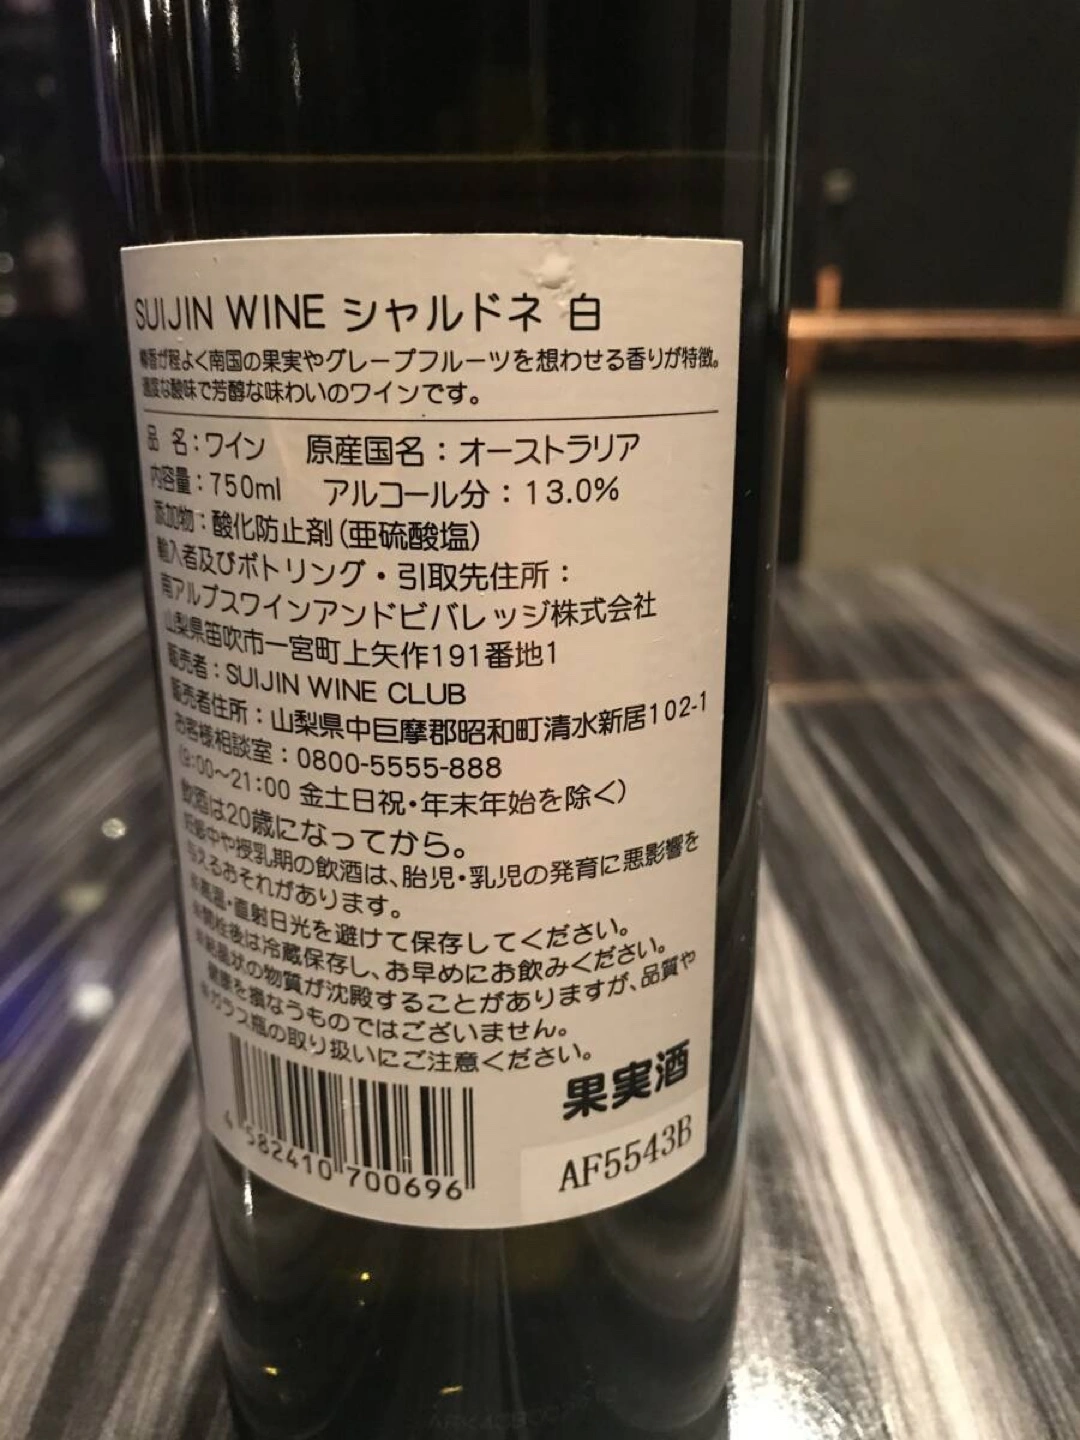 SUIJIN WINE シャルドネ 白
樽香が程よく南国の果実やグレープフルーツを想わせる香りが特徴。
適度な酸味で芳醇な味わいのワインです。
品 名：ワイン 原産国名：オーストラリア
内容量：750ml アルコール分：13.0%
添加物：酸化防止剤（亜硫酸塩）
輸入者及びボトリング・引取先住所：
南アルプスワインアンドビバレッジ株式会社
山梨県笛吹市一宮町上矢作191番地1
販売者：SUIJIN WINE CLUB
販売者住所：山梨県中巨摩郡昭和町清水新居102-1
お客様相談室：0800-5555-888
（9:00～21:00 金土日祝・年末年始を除く）
飲酒は20歳になってから。
妊娠中や授乳期の飲酒は、胎児・乳児の発育に悪影響を
与えるおそれがあります。
※高温・直射日光を避けて保存してください。
※開栓後は冷蔵保存し、お早めにお飲みください。
※結晶状の物質が沈殿することがありますが、品質や
健康を損なうものではございません。
※ガラス瓶の取り扱いにご注意ください。
果実酒
4 582410 700696
AF5543B